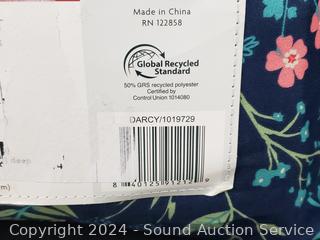 Made in China
RN 122858
Global Recycled
Standard
50% GRS recycled polyester
Certified by
Control Union 1014080
DARCY/1019729
deep
m)
Copyright 2024 - Sound Auction Service